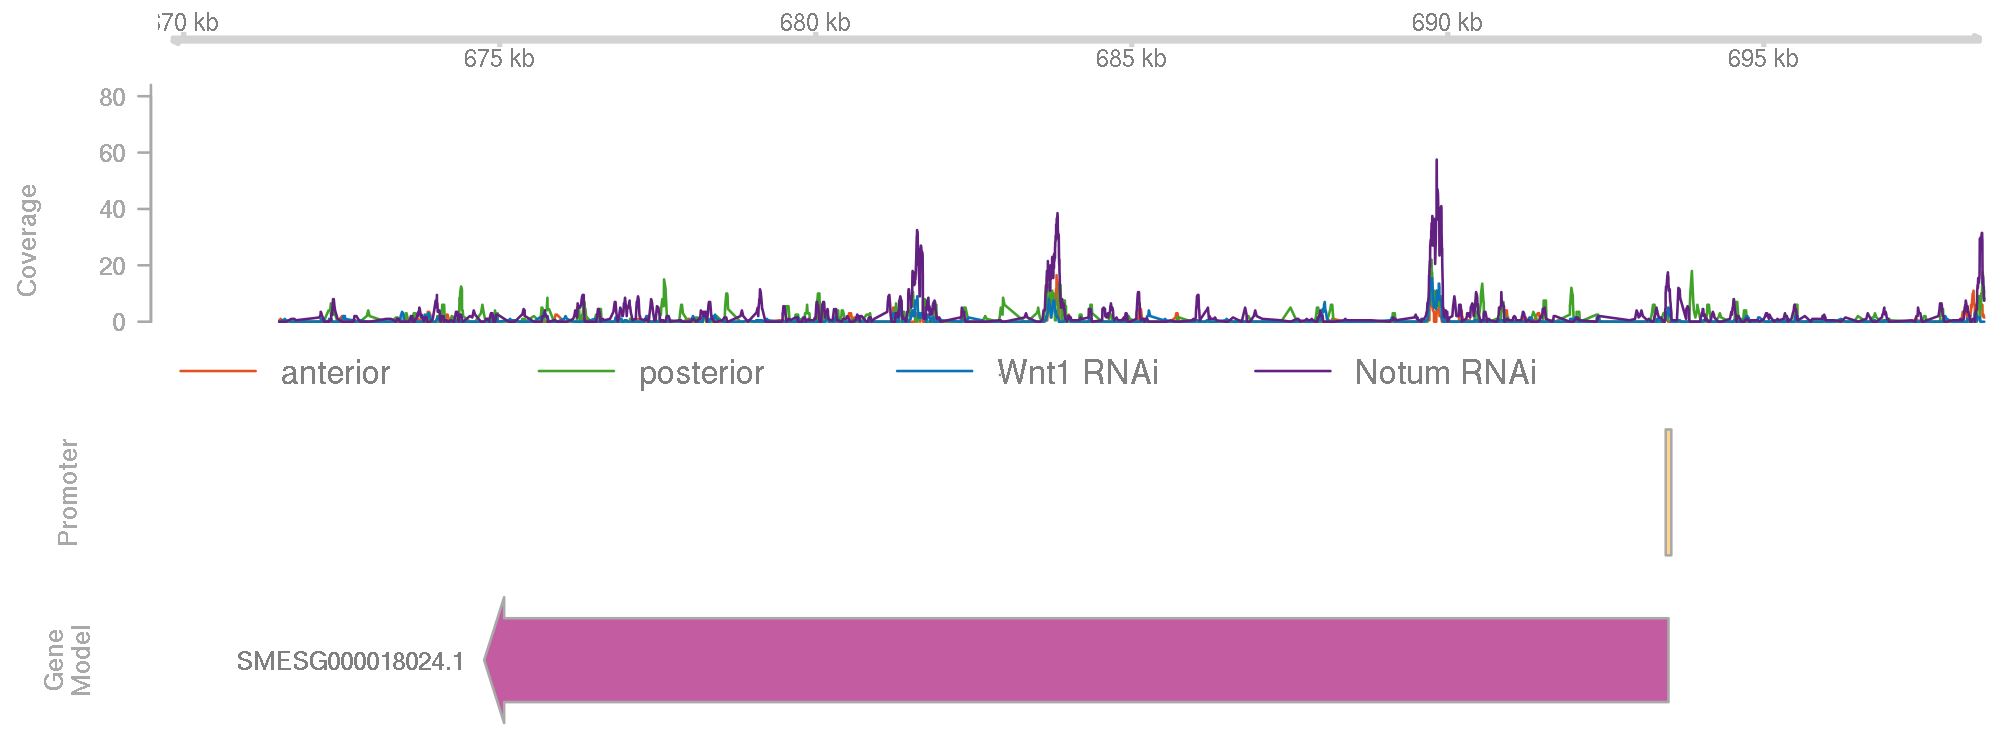 670 kb 680 kb 690 kb
675 kb 685 kb 695 kb
Coverage
80
60
40
20
0
anterior posterior Wnt1 RNAi Notum RNAi
Promoter
Gene
Model
SMESG000018024.1